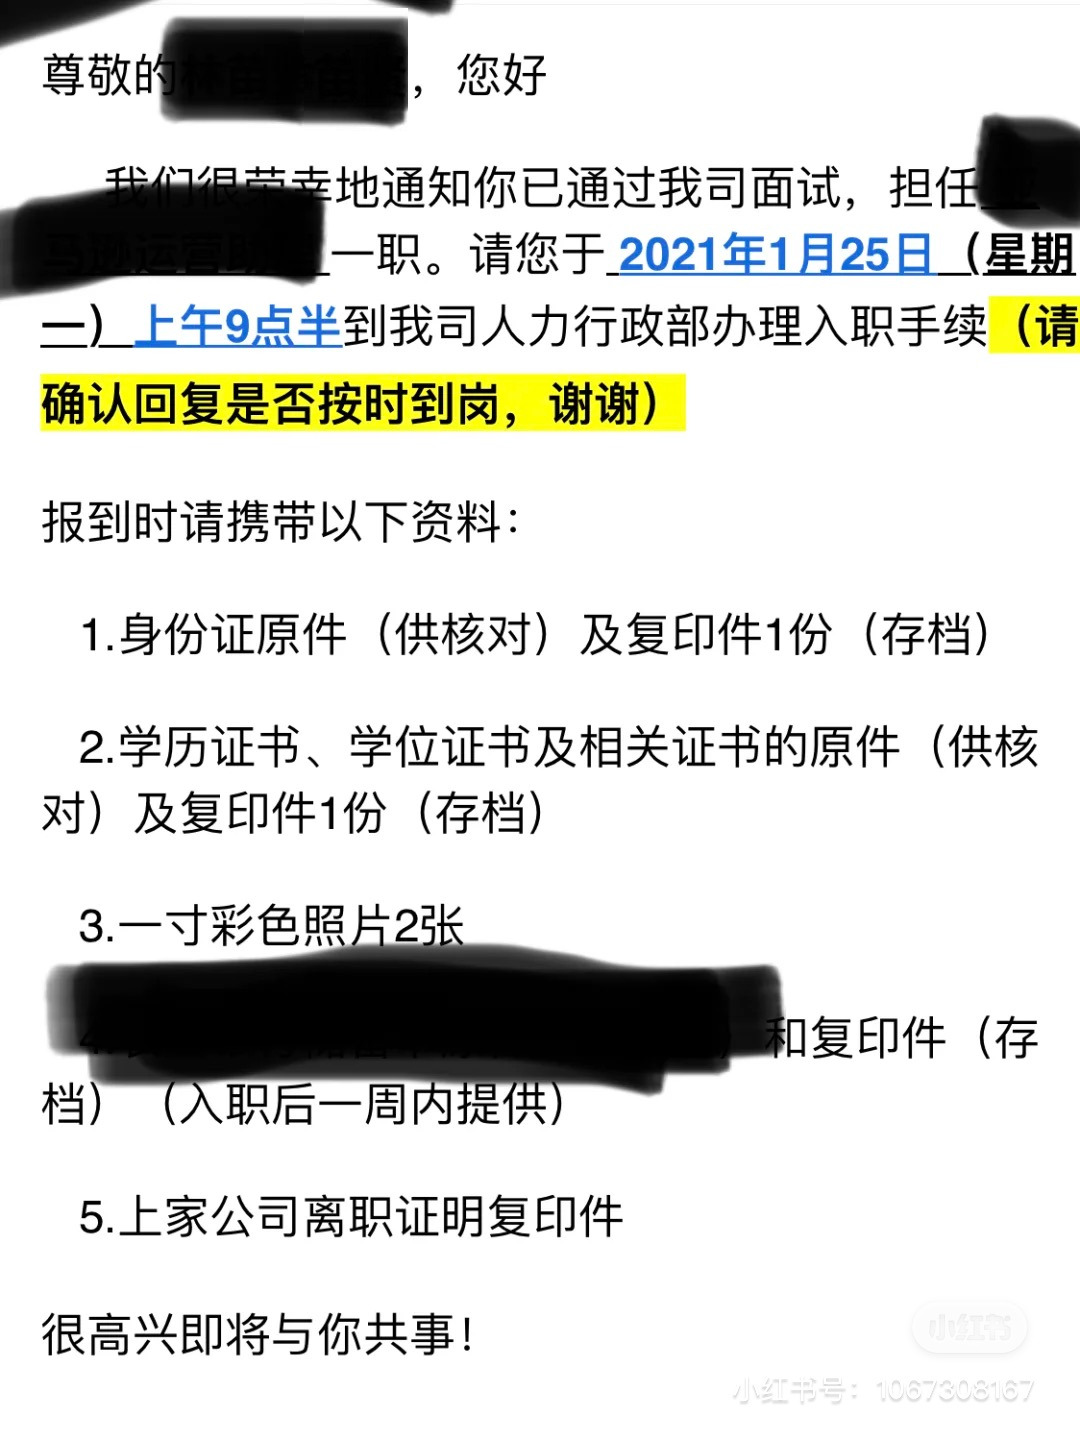 尊敬的
，您好
我们很荣幸地通知你已通过我司面试，担任
一职。请您于 2021年1月25日 （星期
一） 上午9点半到我司人力行政部办理入职手续（请
确认回复是否按时到岗，谢谢）
报到时请携带以下资料：
1.身份证原件（供核对）及复印件1份（存档）
2.学历证书、学位证书及相关证书的原件（供核
对）及复印件1份（存档）
3.一寸彩色照片2张
和复印件（存
档）（入职后一周内提供）
5.上家公司离职证明复印件
很高兴即将与你共事！
小红书
小红书号：1067308167